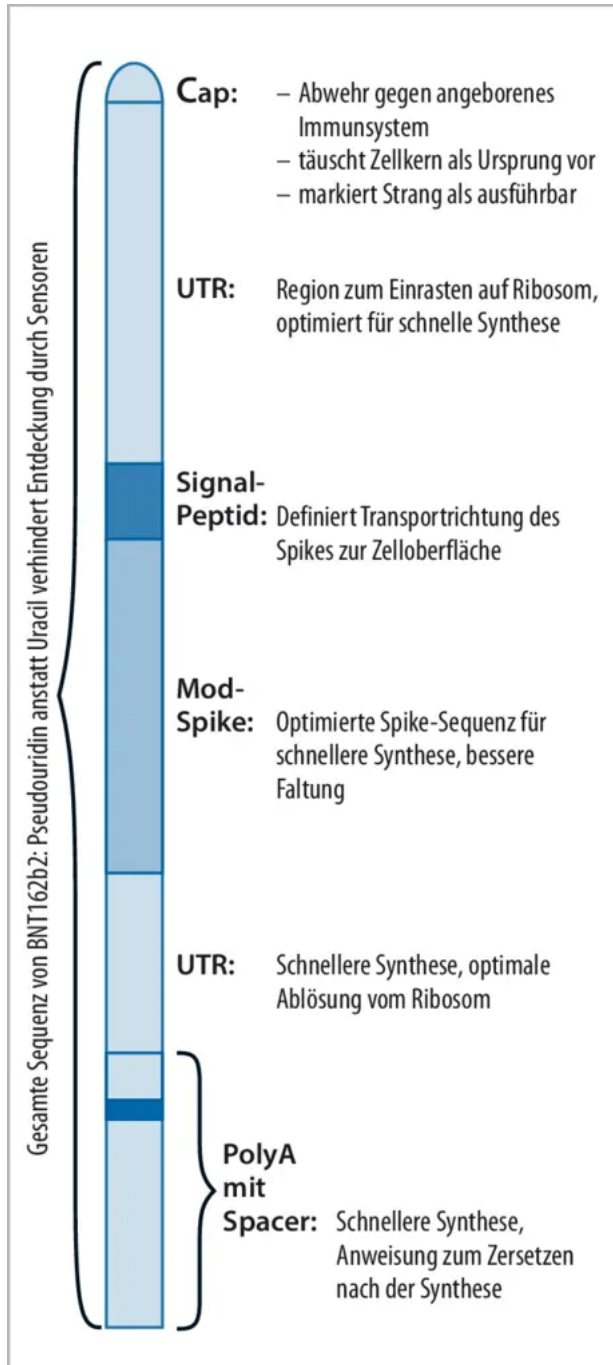 Gesamte Sequenz von BNT162b2: Pseudouridin anstatt Uracil verhindert Entdeckung durch Sensoren
Cap: – Abwehr gegen angeborenes
Immunsystem
– täuscht Zellkern als Ursprung vor
– markiert Strang als ausführbar
UTR: Region zum Einrasten auf Ribosom,
optimiert für schnelle Synthese
Signal-
Peptid: Definiert Transportrichtung des
Spikes zur Zelloberfläche
Mod-
Spike: Optimierte Spike-Sequenz für
schnellere Synthese, bessere
Faltung
UTR: Schnellere Synthese, optimale
Ablösung vom Ribosom
PolyA
mit
Spacer: Schnellere Synthese,
Anweisung zum Zersetzen
nach der Synthese